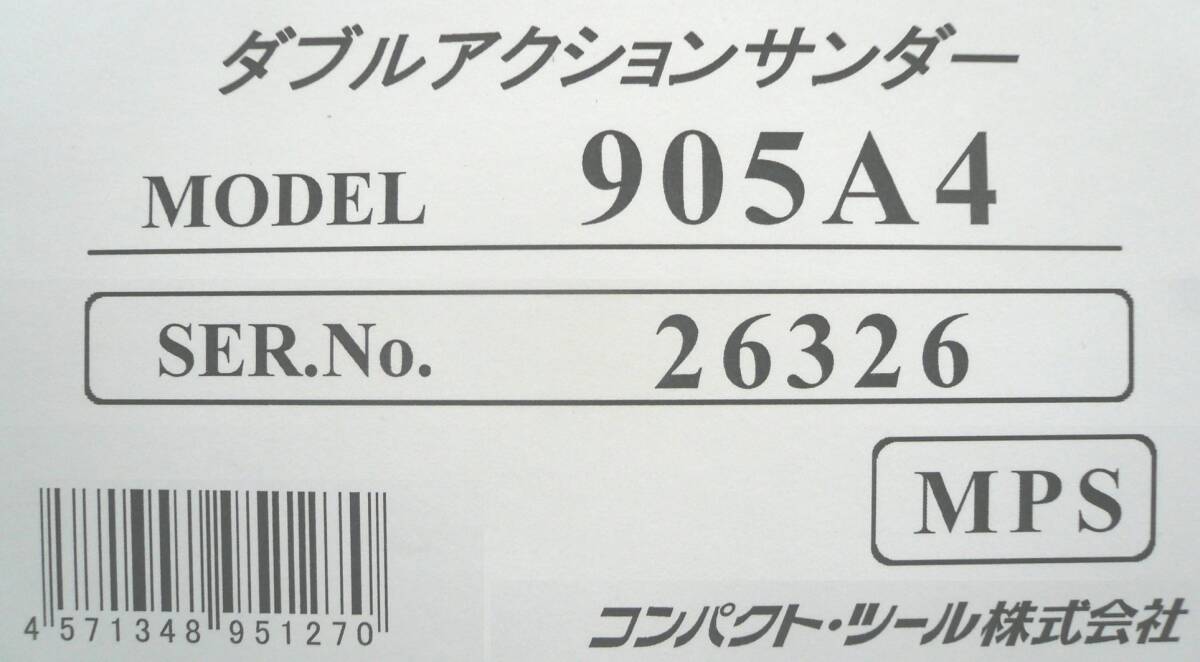 ダブルアクションサンダー
MODEL 905A4
SER.No. 26326
MPS
4 571348 951270
コンパクト・ツール株式会社